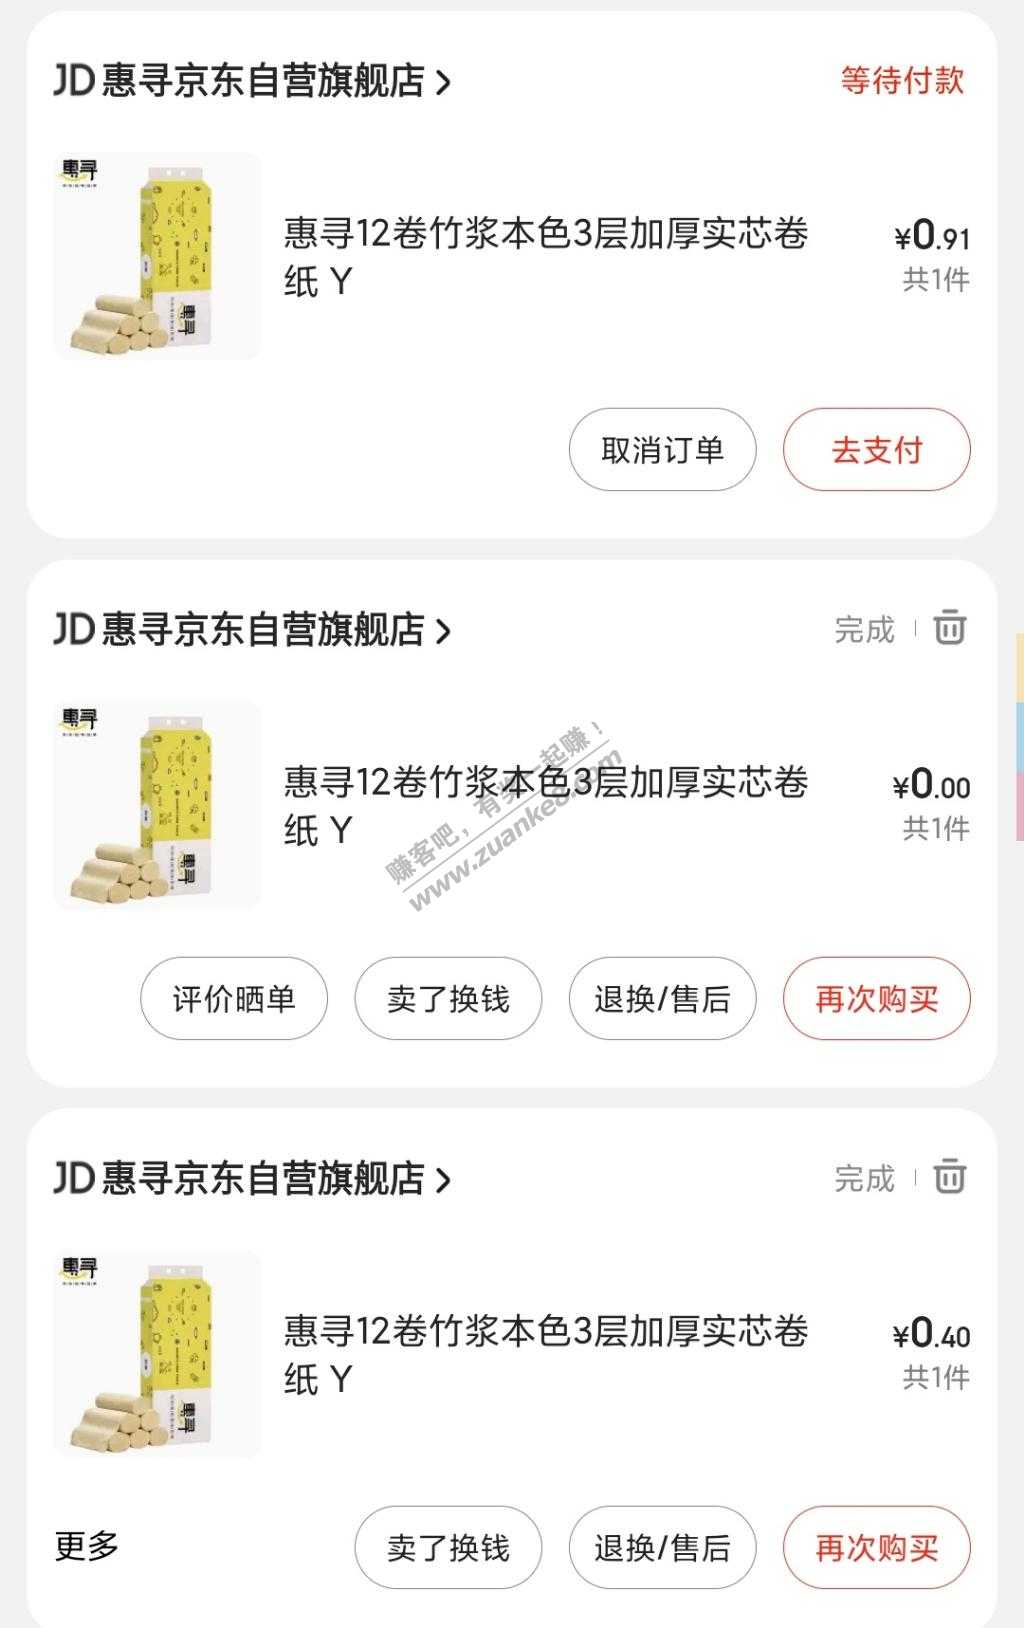 JD 惠寻京东自营旗舰店 >
等待付款
惠寻
惠寻
惠寻12卷竹浆本色3层加厚实芯卷
纸 Y
¥0.91
共1件
取消订单
去支付
JD 惠寻京东自营旗舰店 >
完成
惠寻
惠寻
惠寻12卷竹浆本色3层加厚实芯卷
纸 Y
¥0.00
共1件
赚客吧，有奖一起赚！
www.zuanke8.com
评价晒单
卖了换钱
退换/售后
再次购买
JD 惠寻京东自营旗舰店 >
完成
惠寻
惠寻
惠寻12卷竹浆本色3层加厚实芯卷
纸 Y
¥0.40
共1件
更多
卖了换钱
退换/售后
再次购买